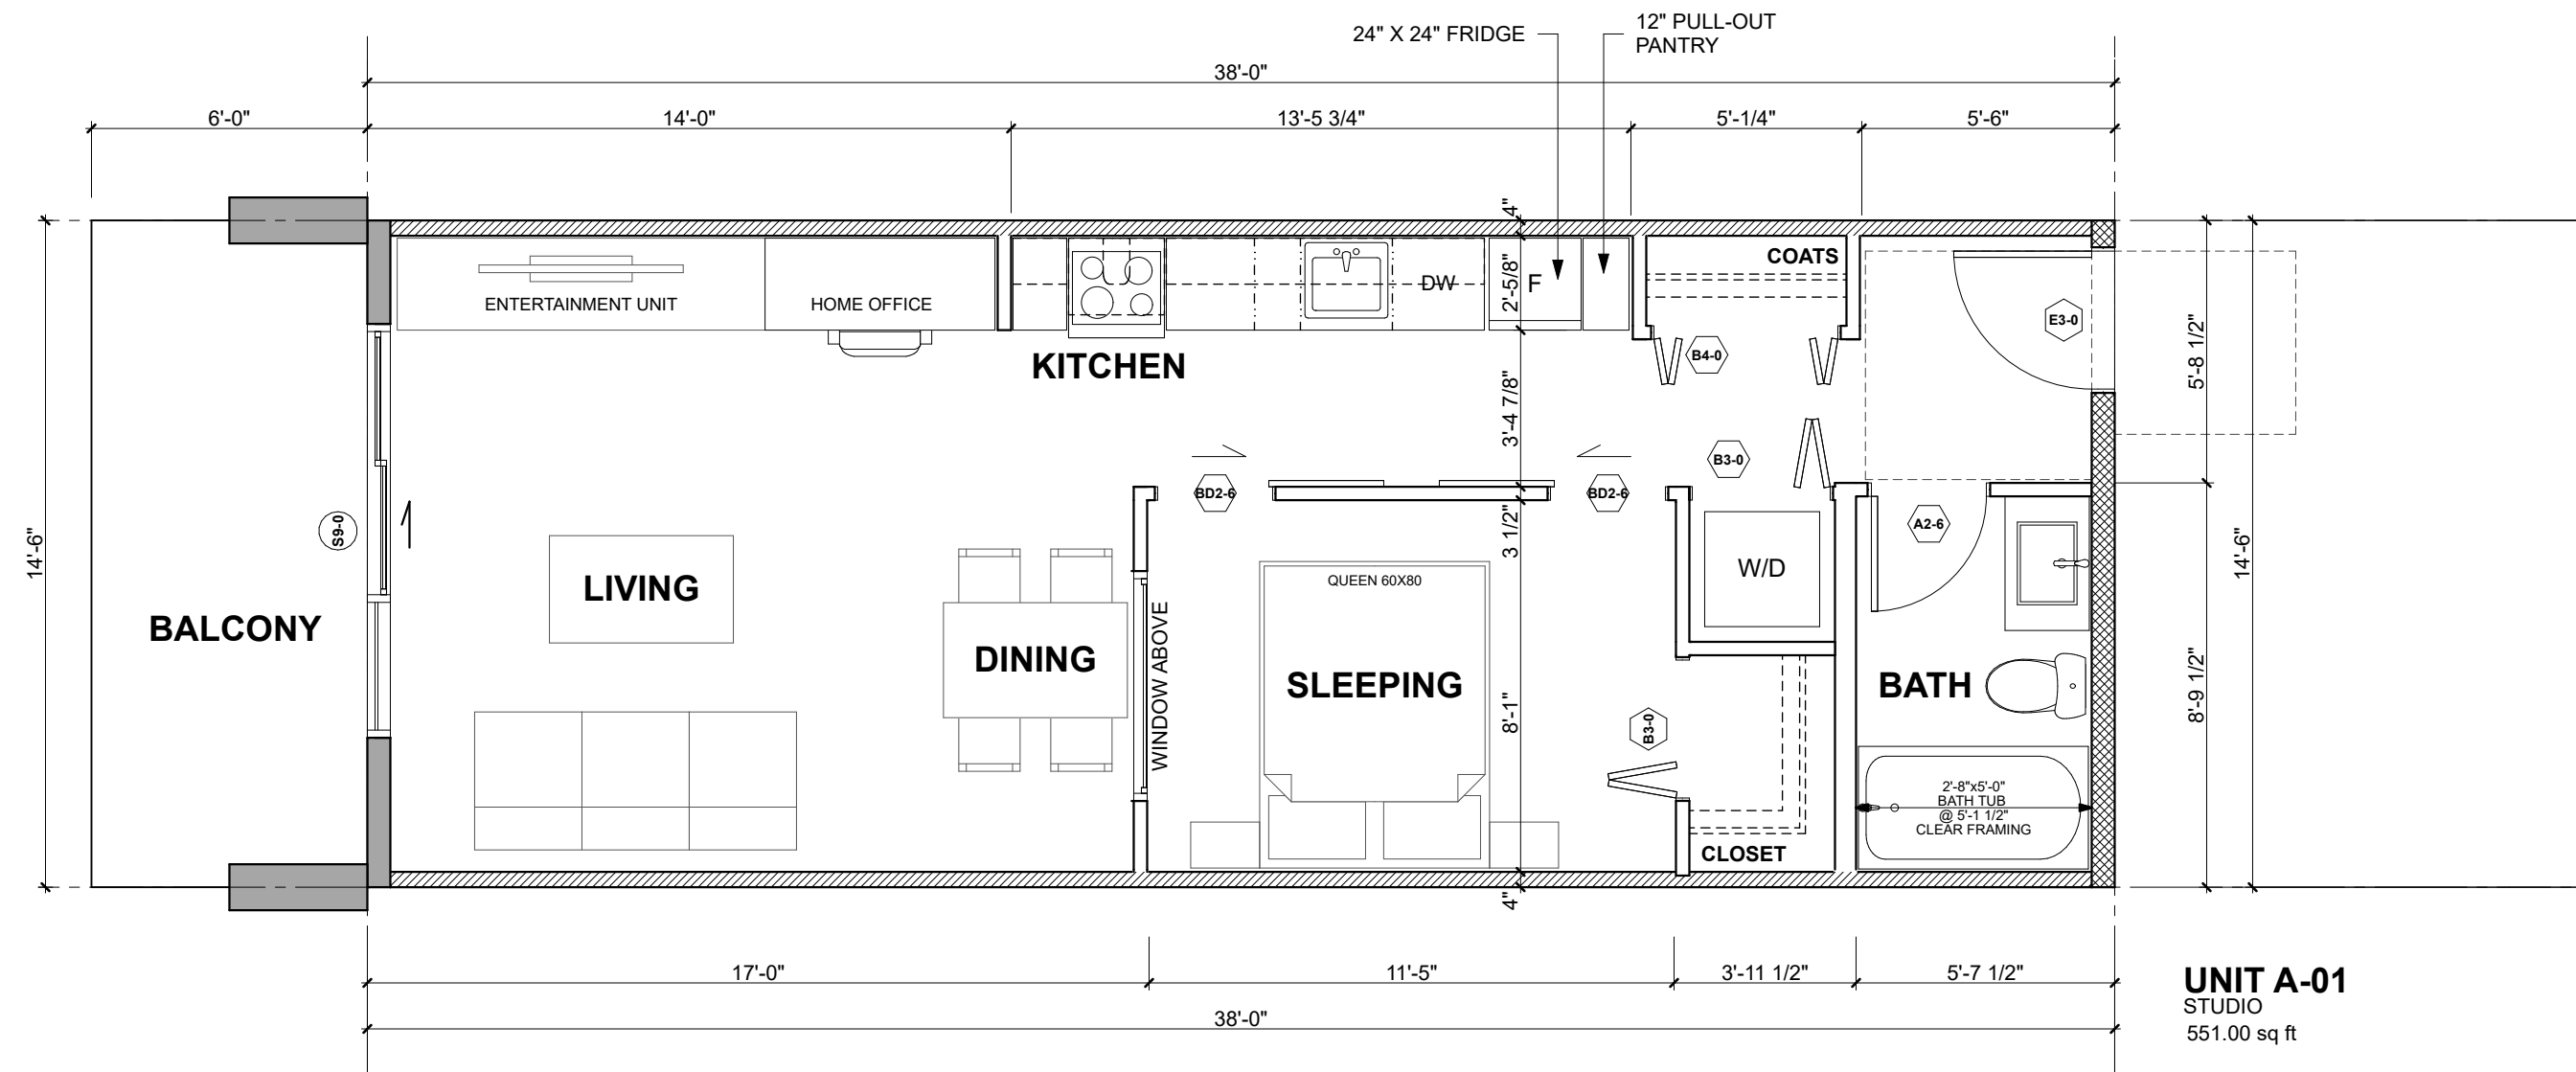 12" PULL-OUT
24" X 24" FRIDGE
PANTRY
38'-0"
6'-0"
14'-0"
13'-5 3/4"
5'-1/4"
5'-6"
4"
COATS
ENTERTAINMENT UNIT
HOME OFFICE
DW
2'-5/8"
F
E3-0
5'-8 1/2"
KITCHEN
B4-0
3'-4 7/8"
B3-0
BD2-6
BD2-6
S9-0
14'-6"
3 1/2"
A2-6
14'-6"
W/D
QUEEN 60X80
LIVING
BALCONY
DINING
WINDOW ABOVE
SLEEPING
8'-1"
B3-0
BATH
8'-9 1/2"
2'-8"x5'-0"
BATH TUB
@ 5'-1 1/2"
CLEAR FRAMING
CLOSET
4"
17'-0"
11'-5"
3'-11 1/2"
5'-7 1/2"
38'-0"
UNIT A-01
STUDIO
551.00 sq ft